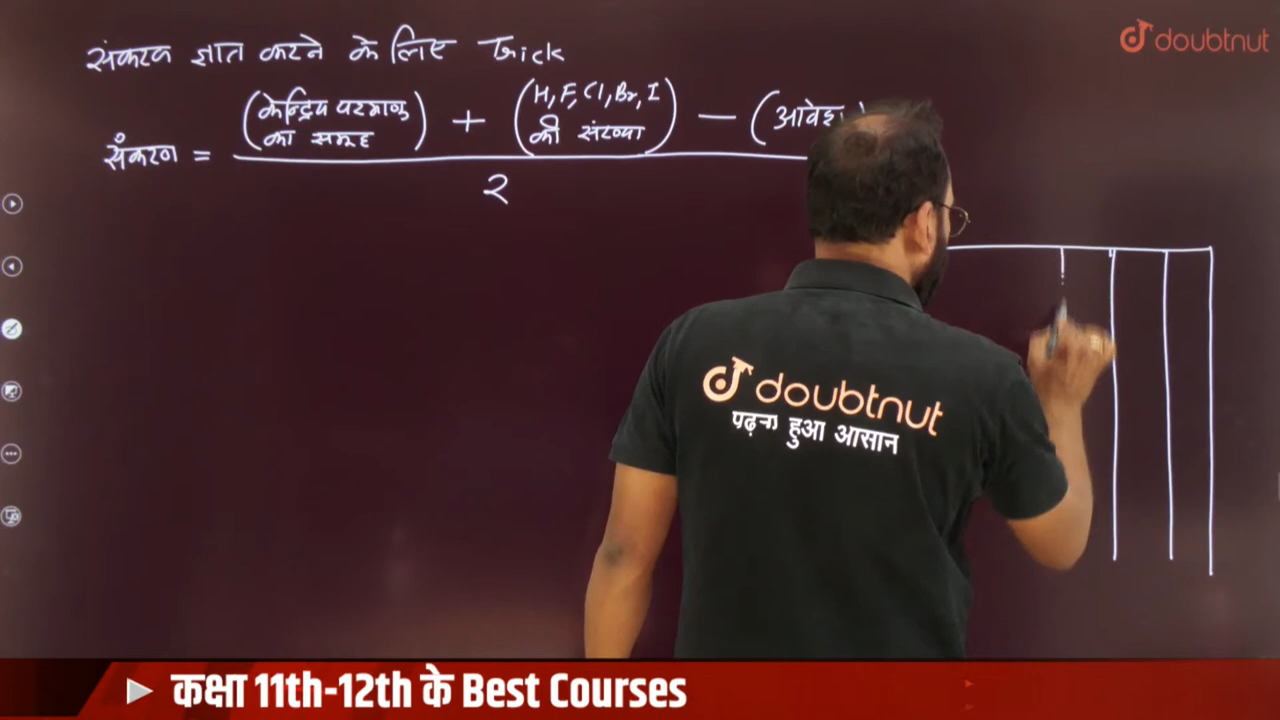 संकरण ज्ञात करने के लिए Trick
doubtnut
संकरण = (केन्द्रिय परमाणु का समूह) + (H, F, Cl, Br, I की संख्या) – (आवेश
2
doubtnut
पढ़ना हुआ आसान
कक्षा 11th-12th के Best Courses